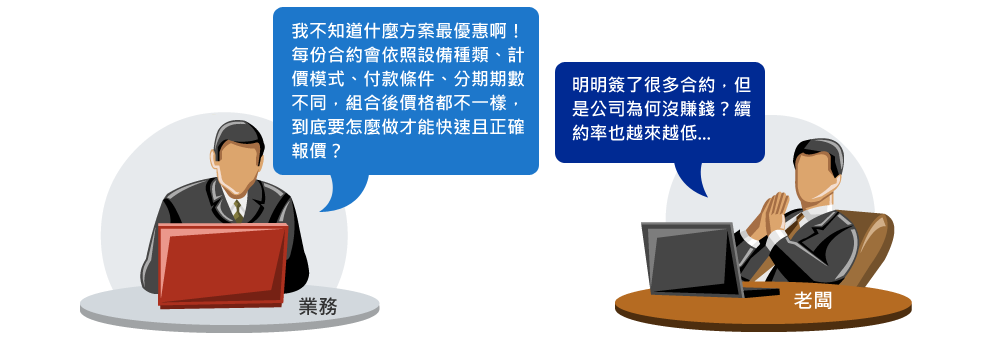 我不知道什麼方案最優惠啊！
每份合約會依照設備種類、計
價模式、付款條件、分期期數
不同，組合後價格都不一樣，
到底要怎麼做才能快速且正確
報價？
業務
明明簽了很多合約，但
是公司為何沒賺錢？續
約率也越來越低...
老闆